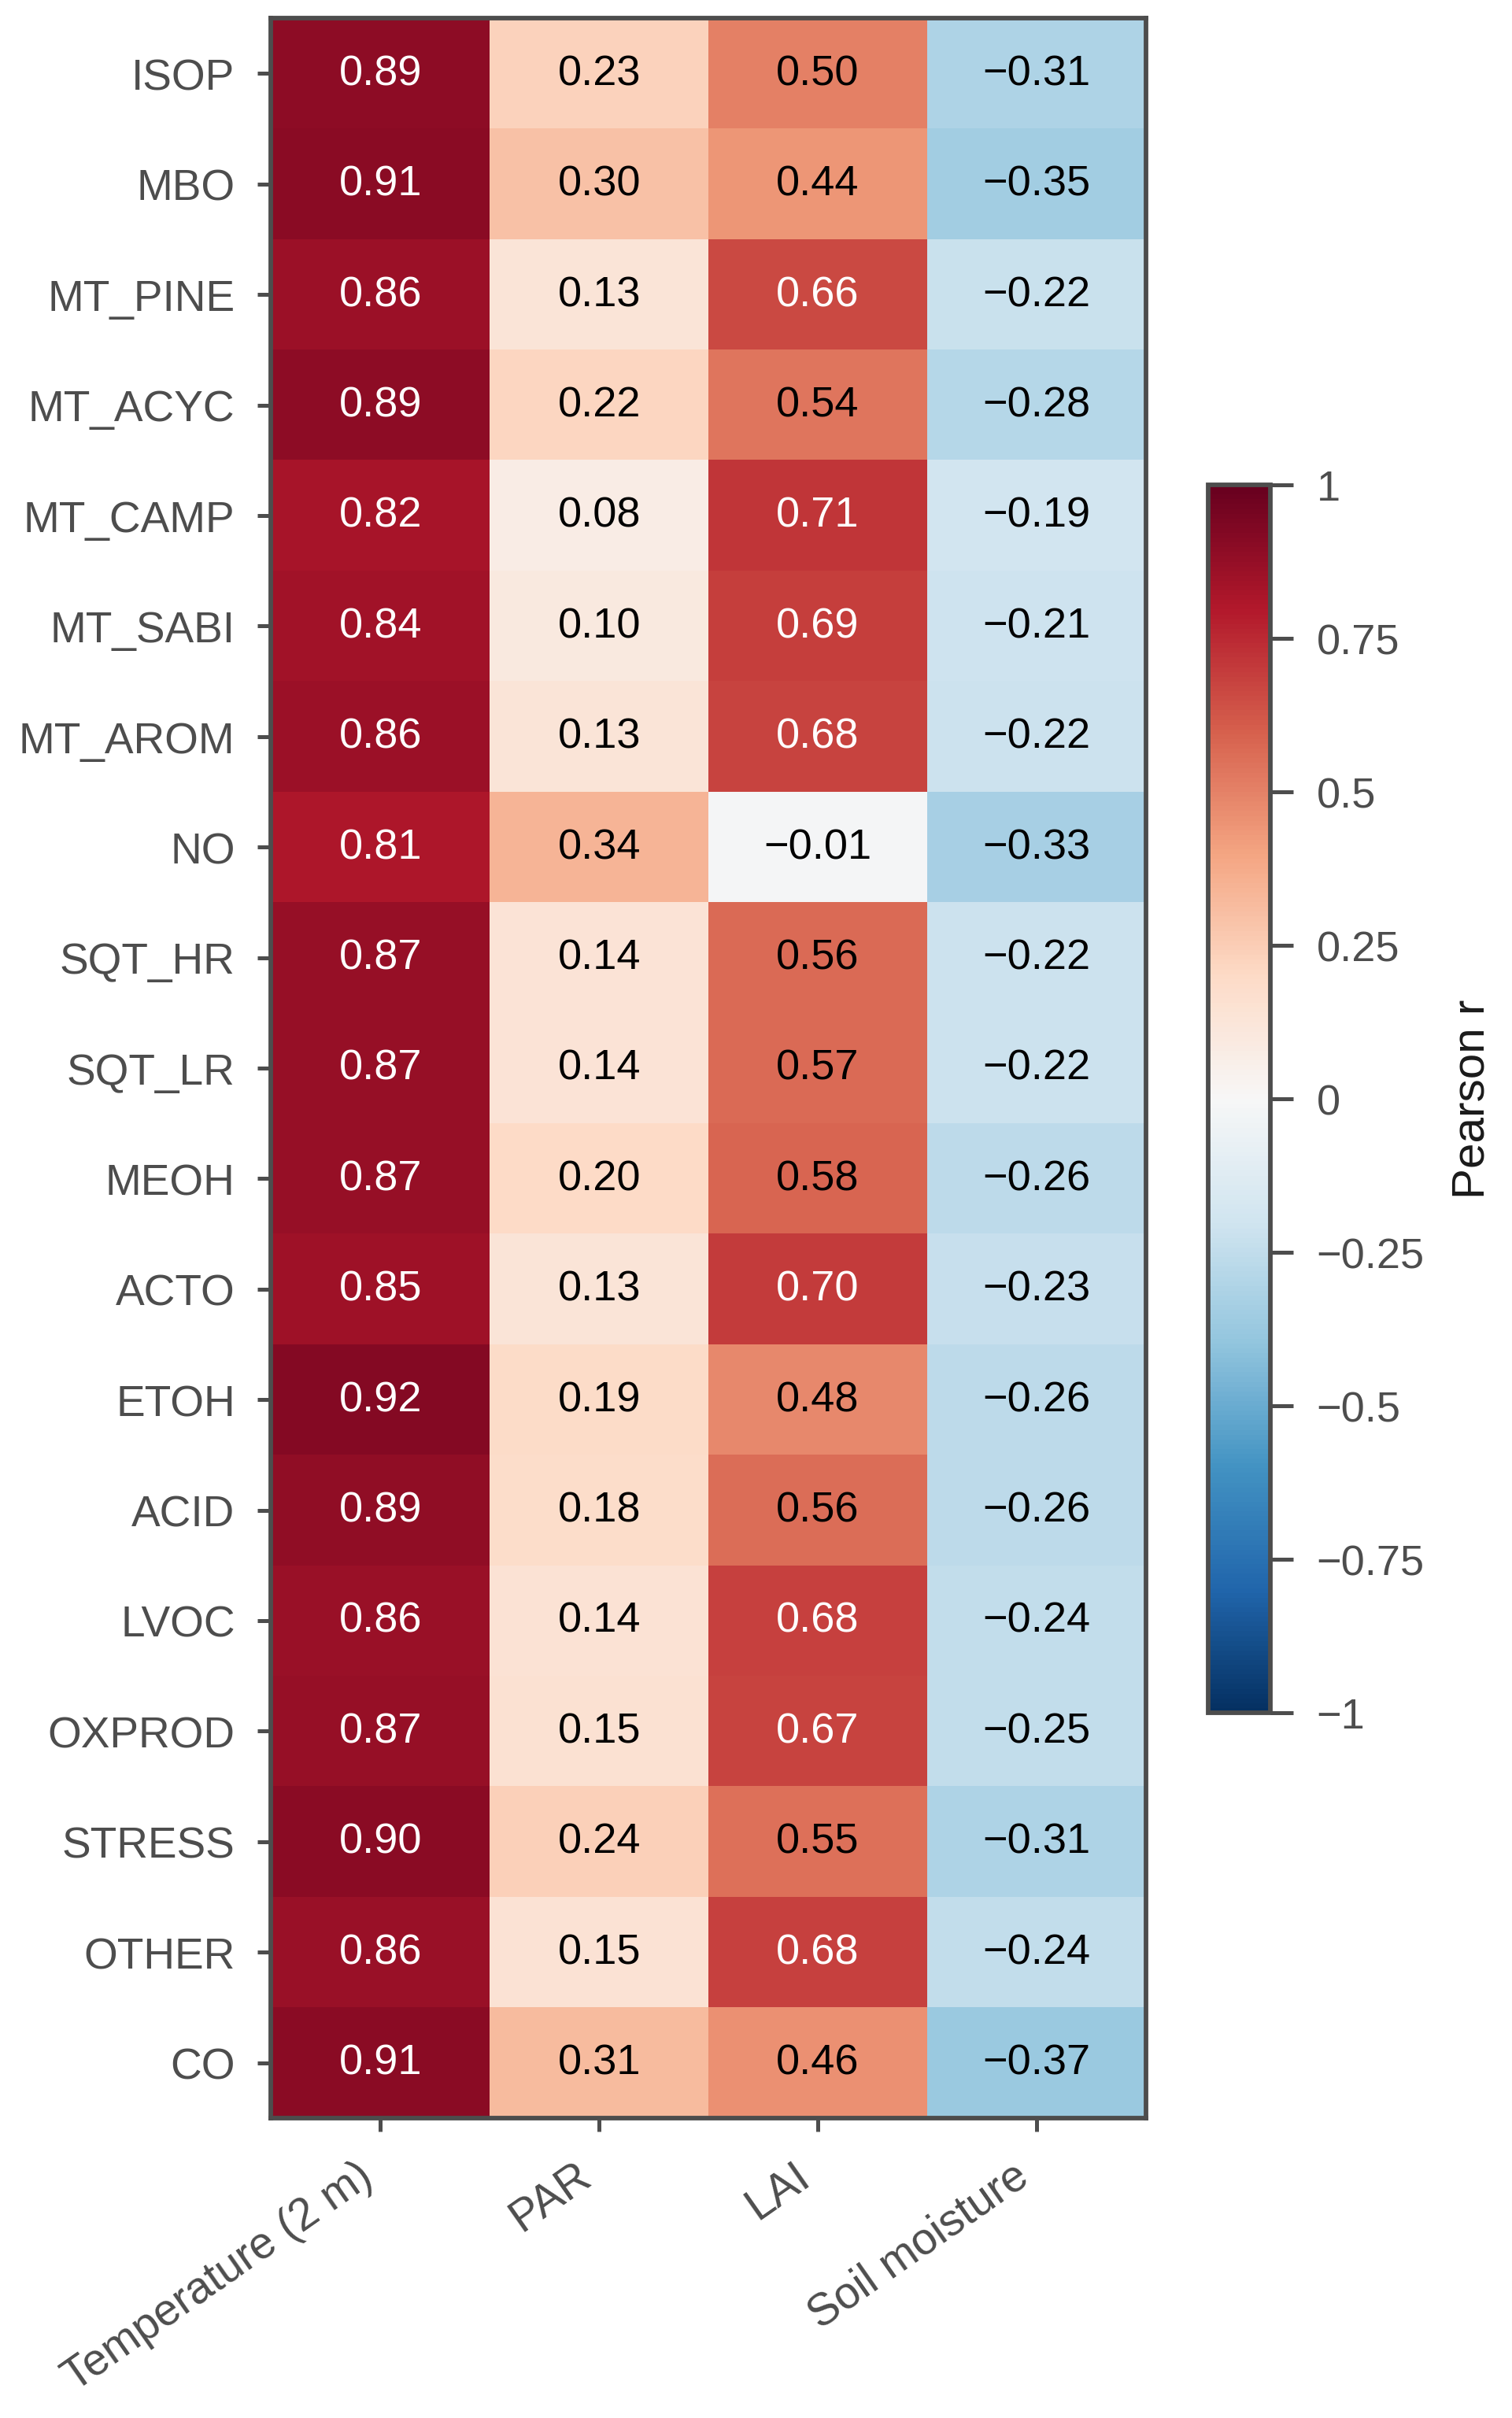 ISOP 0.89 0.23 0.50 −0.31
MBO 0.91 0.30 0.44 −0.35
MT_PINE 0.86 0.13 0.66 −0.22
MT_ACYC 0.89 0.22 0.54 −0.28
MT_CAMP 0.82 0.08 0.71 −0.19
MT_SABI 0.84 0.10 0.69 −0.21
MT_AROM 0.86 0.13 0.68 −0.22
NO 0.81 0.34 −0.01 −0.33
SQT_HR 0.87 0.14 0.56 −0.22
SQT_LR 0.87 0.14 0.57 −0.22
MEOH 0.87 0.20 0.58 −0.26
ACTO 0.85 0.13 0.70 −0.23
ETOH 0.92 0.19 0.48 −0.26
ACID 0.89 0.18 0.56 −0.26
LVOC 0.86 0.14 0.68 −0.24
OXPROD 0.87 0.15 0.67 −0.25
STRESS 0.90 0.24 0.55 −0.31
OTHER 0.86 0.15 0.68 −0.24
CO 0.91 0.31 0.46 −0.37
Temperature (2 m)
PAR
LAI
Soil moisture
1
0.75
0.5
0.25
0
−0.25
−0.5
−0.75
−1
Pearson r